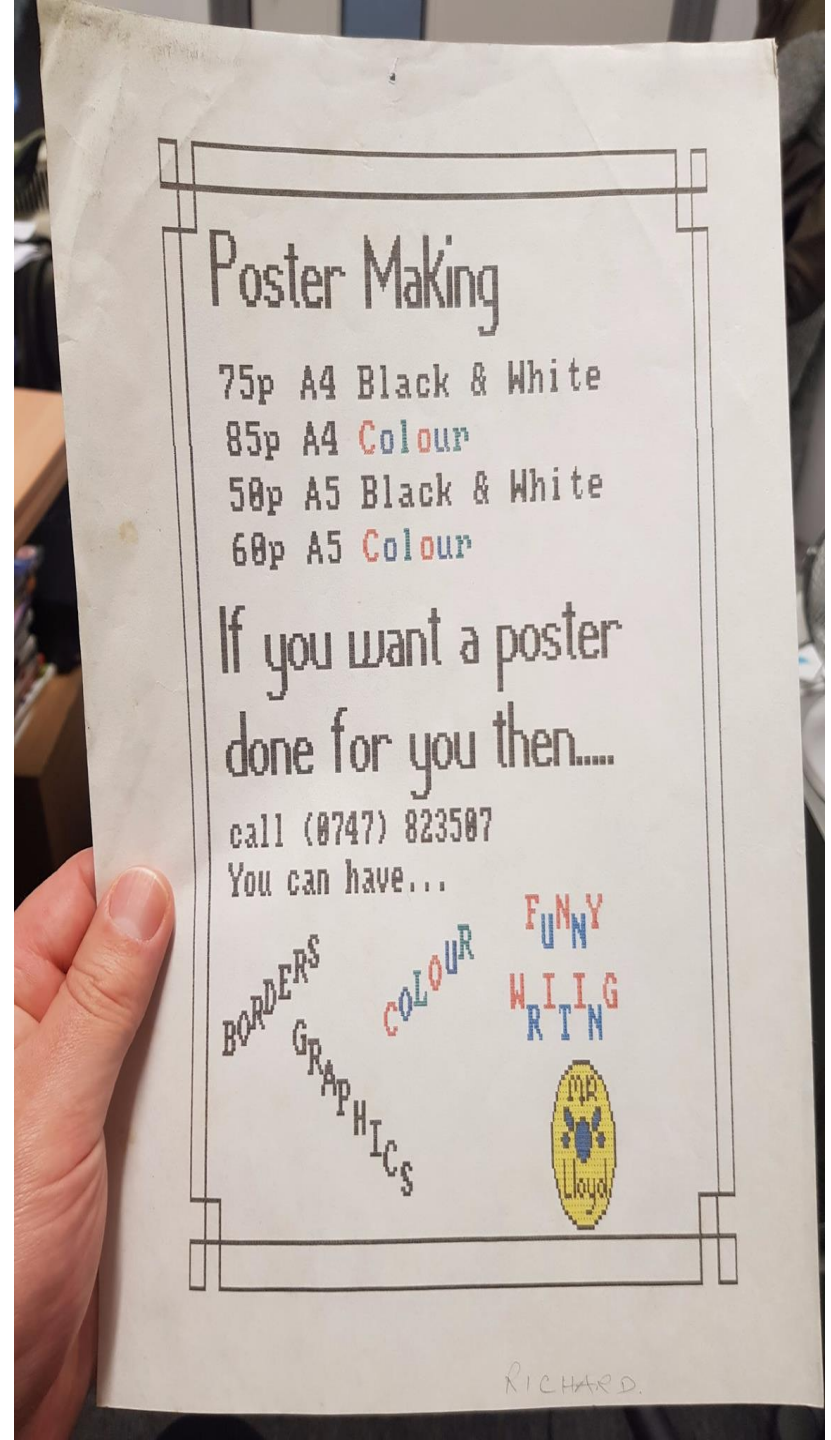 Poster Making
75p A4 Black & White
85p A4 Colour
50p A5 Black & White
60p A5 Colour
If you want a poster
done for you then.....
call (0747) 823507
You can have...
BORDERS
COLOUR
FUNNY
WRITING
GRAPHICS
MR
Lloyd
RICHARD.